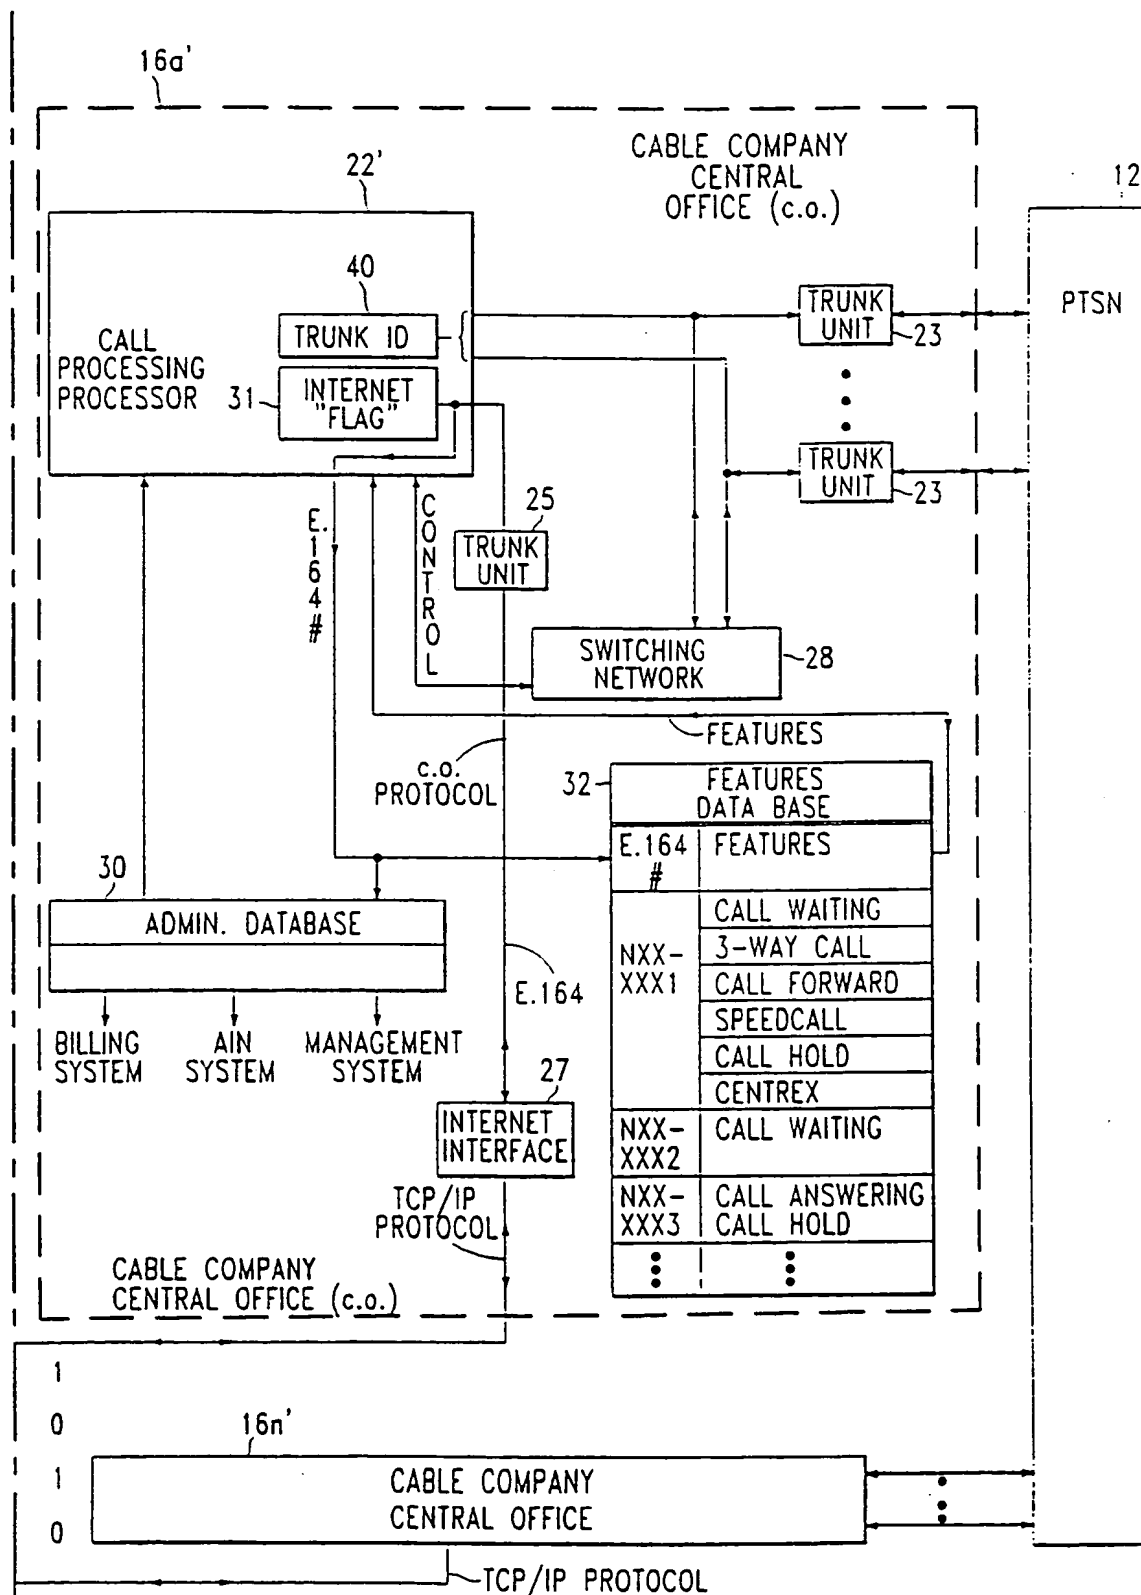 16a'
CABLE COMPANY
CENTRAL
OFFICE (c.o.)
22'
12
40
TRUNK ID
CALL
PROCESSING
PROCESSOR
31
INTERNET
"FLAG"
TRUNK
UNIT
23
PTSN
TRUNK
UNIT
23
E.164#
CONTROL
25
TRUNK
UNIT
SWITCHING
NETWORK
28
FEATURES
c.o.
PROTOCOL
32
FEATURES
DATA BASE
E.164
#
FEATURES
NXX-
XXX1
CALL WAITING
3-WAY CALL
CALL FORWARD
SPEEDCALL
CALL HOLD
CENTREX
NXX-
XXX2
CALL WAITING
NXX-
XXX3
CALL ANSWERING
CALL HOLD
30
ADMIN. DATABASE
BILLING
SYSTEM
AIN
SYSTEM
MANAGEMENT
SYSTEM
E.164
27
INTERNET
INTERFACE
TCP/IP
PROTOCOL
CABLE COMPANY
CENTRAL OFFICE (c.o.)
1
0
1
0
16n'
CABLE COMPANY
CENTRAL OFFICE
TCP/IP PROTOCOL